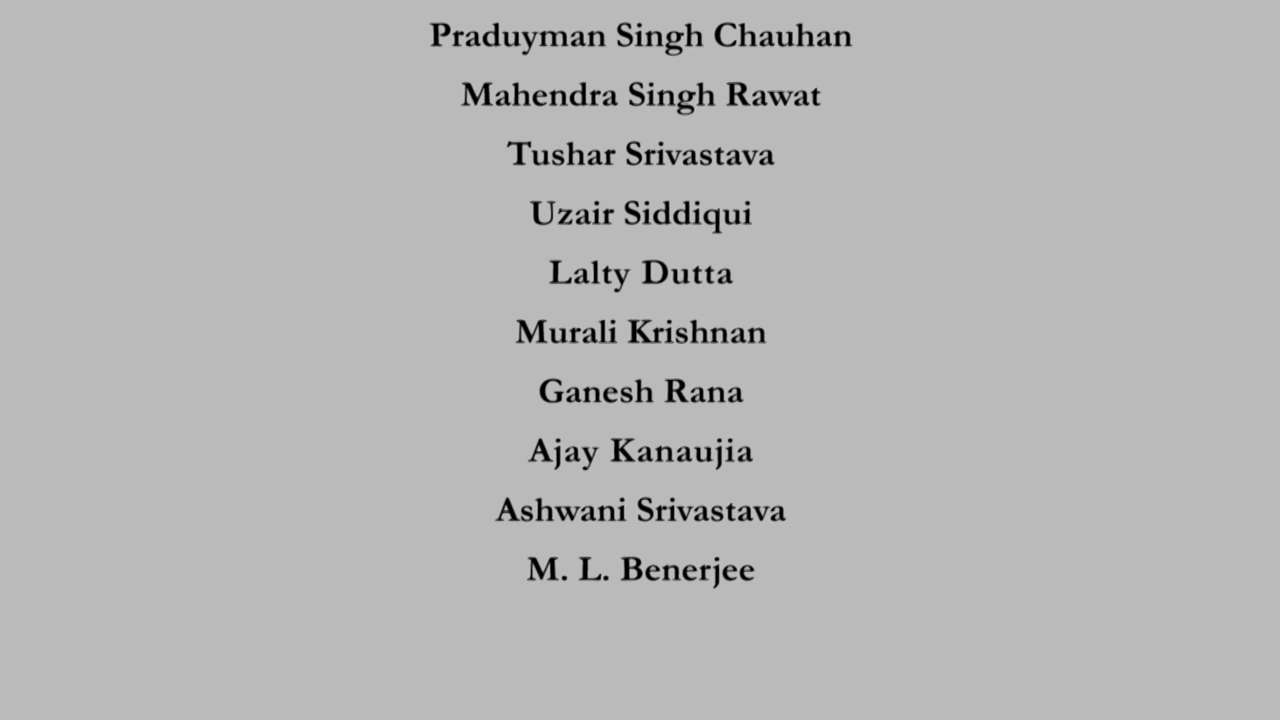 Praduyman Singh Chauhan
Mahendra Singh Rawat
Tushar Srivastava
Uzair Siddiqui
Lalty Dutta
Murali Krishnan
Ganesh Rana
Ajay Kanaujia
Ashwani Srivastava
M. L. Benerjee